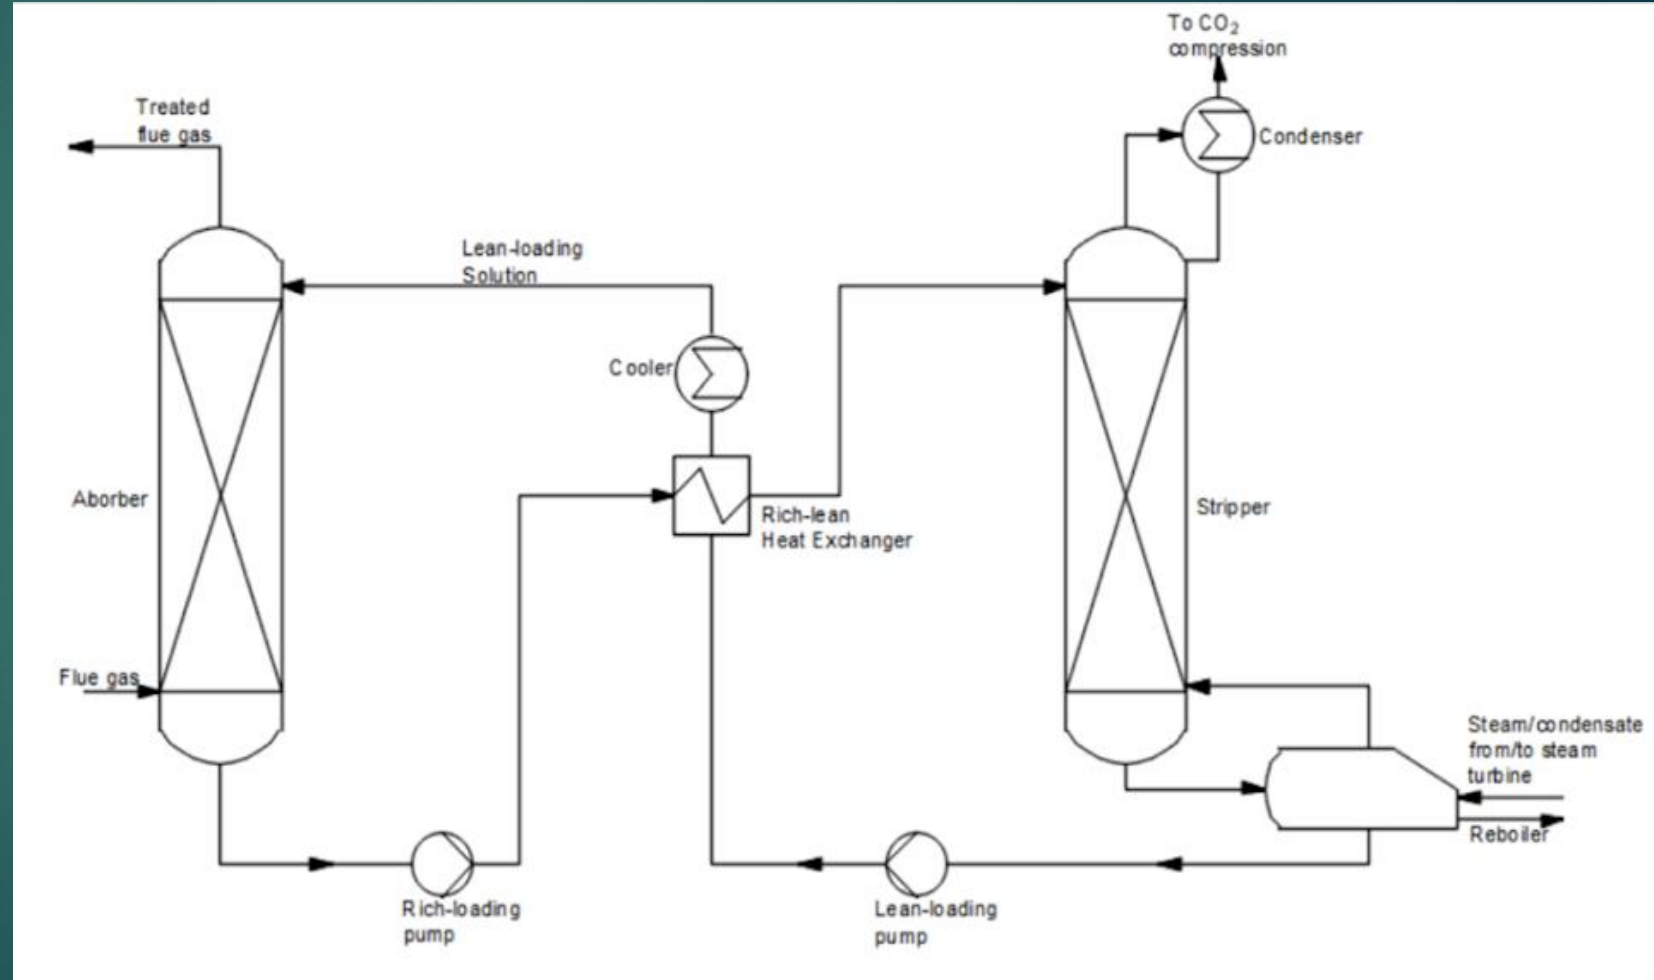 To CO₂
compression
Treated
flue gas
Condenser
Lean-loading
Solution
Cooler
Aborber
Rich-lean
Heat Exchanger
Stripper
Flue gas
Steam/condensate
from/to steam
turbine
Reboiler
Rich-loading
pump
Lean-loading
pump